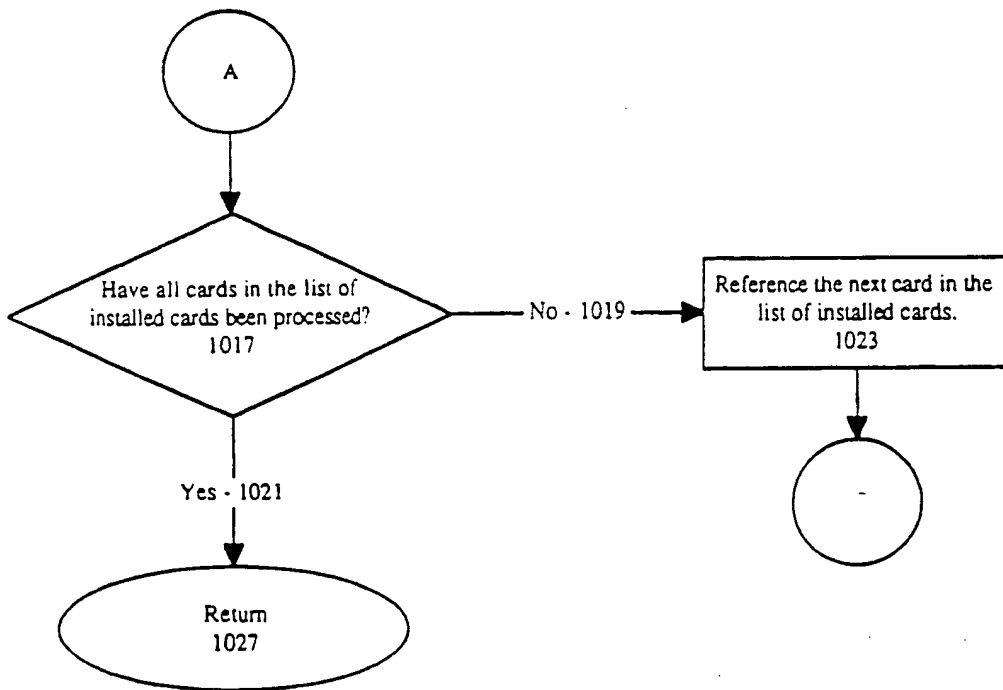 A
Have all cards in the list of
installed cards been processed?
1017
No - 1019
Reference the next card in the
list of installed cards.
1023
-
Yes - 1021
Return
1027